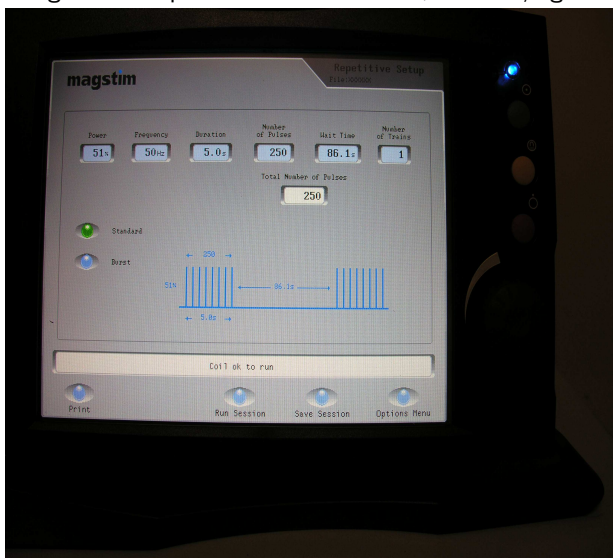 magstim
Repetitive Setup
Power
Frequency
Duration
Number
of Pulses
Wait Time
Number
of Trains
51%
50Hz
5.0s
250
86.1s
1
Total Number of Pulses
250
Standard
Burst
250
51%
86.1s
5.0s
Coil ok to run
Print
Run Session
Save Session
Options Menu